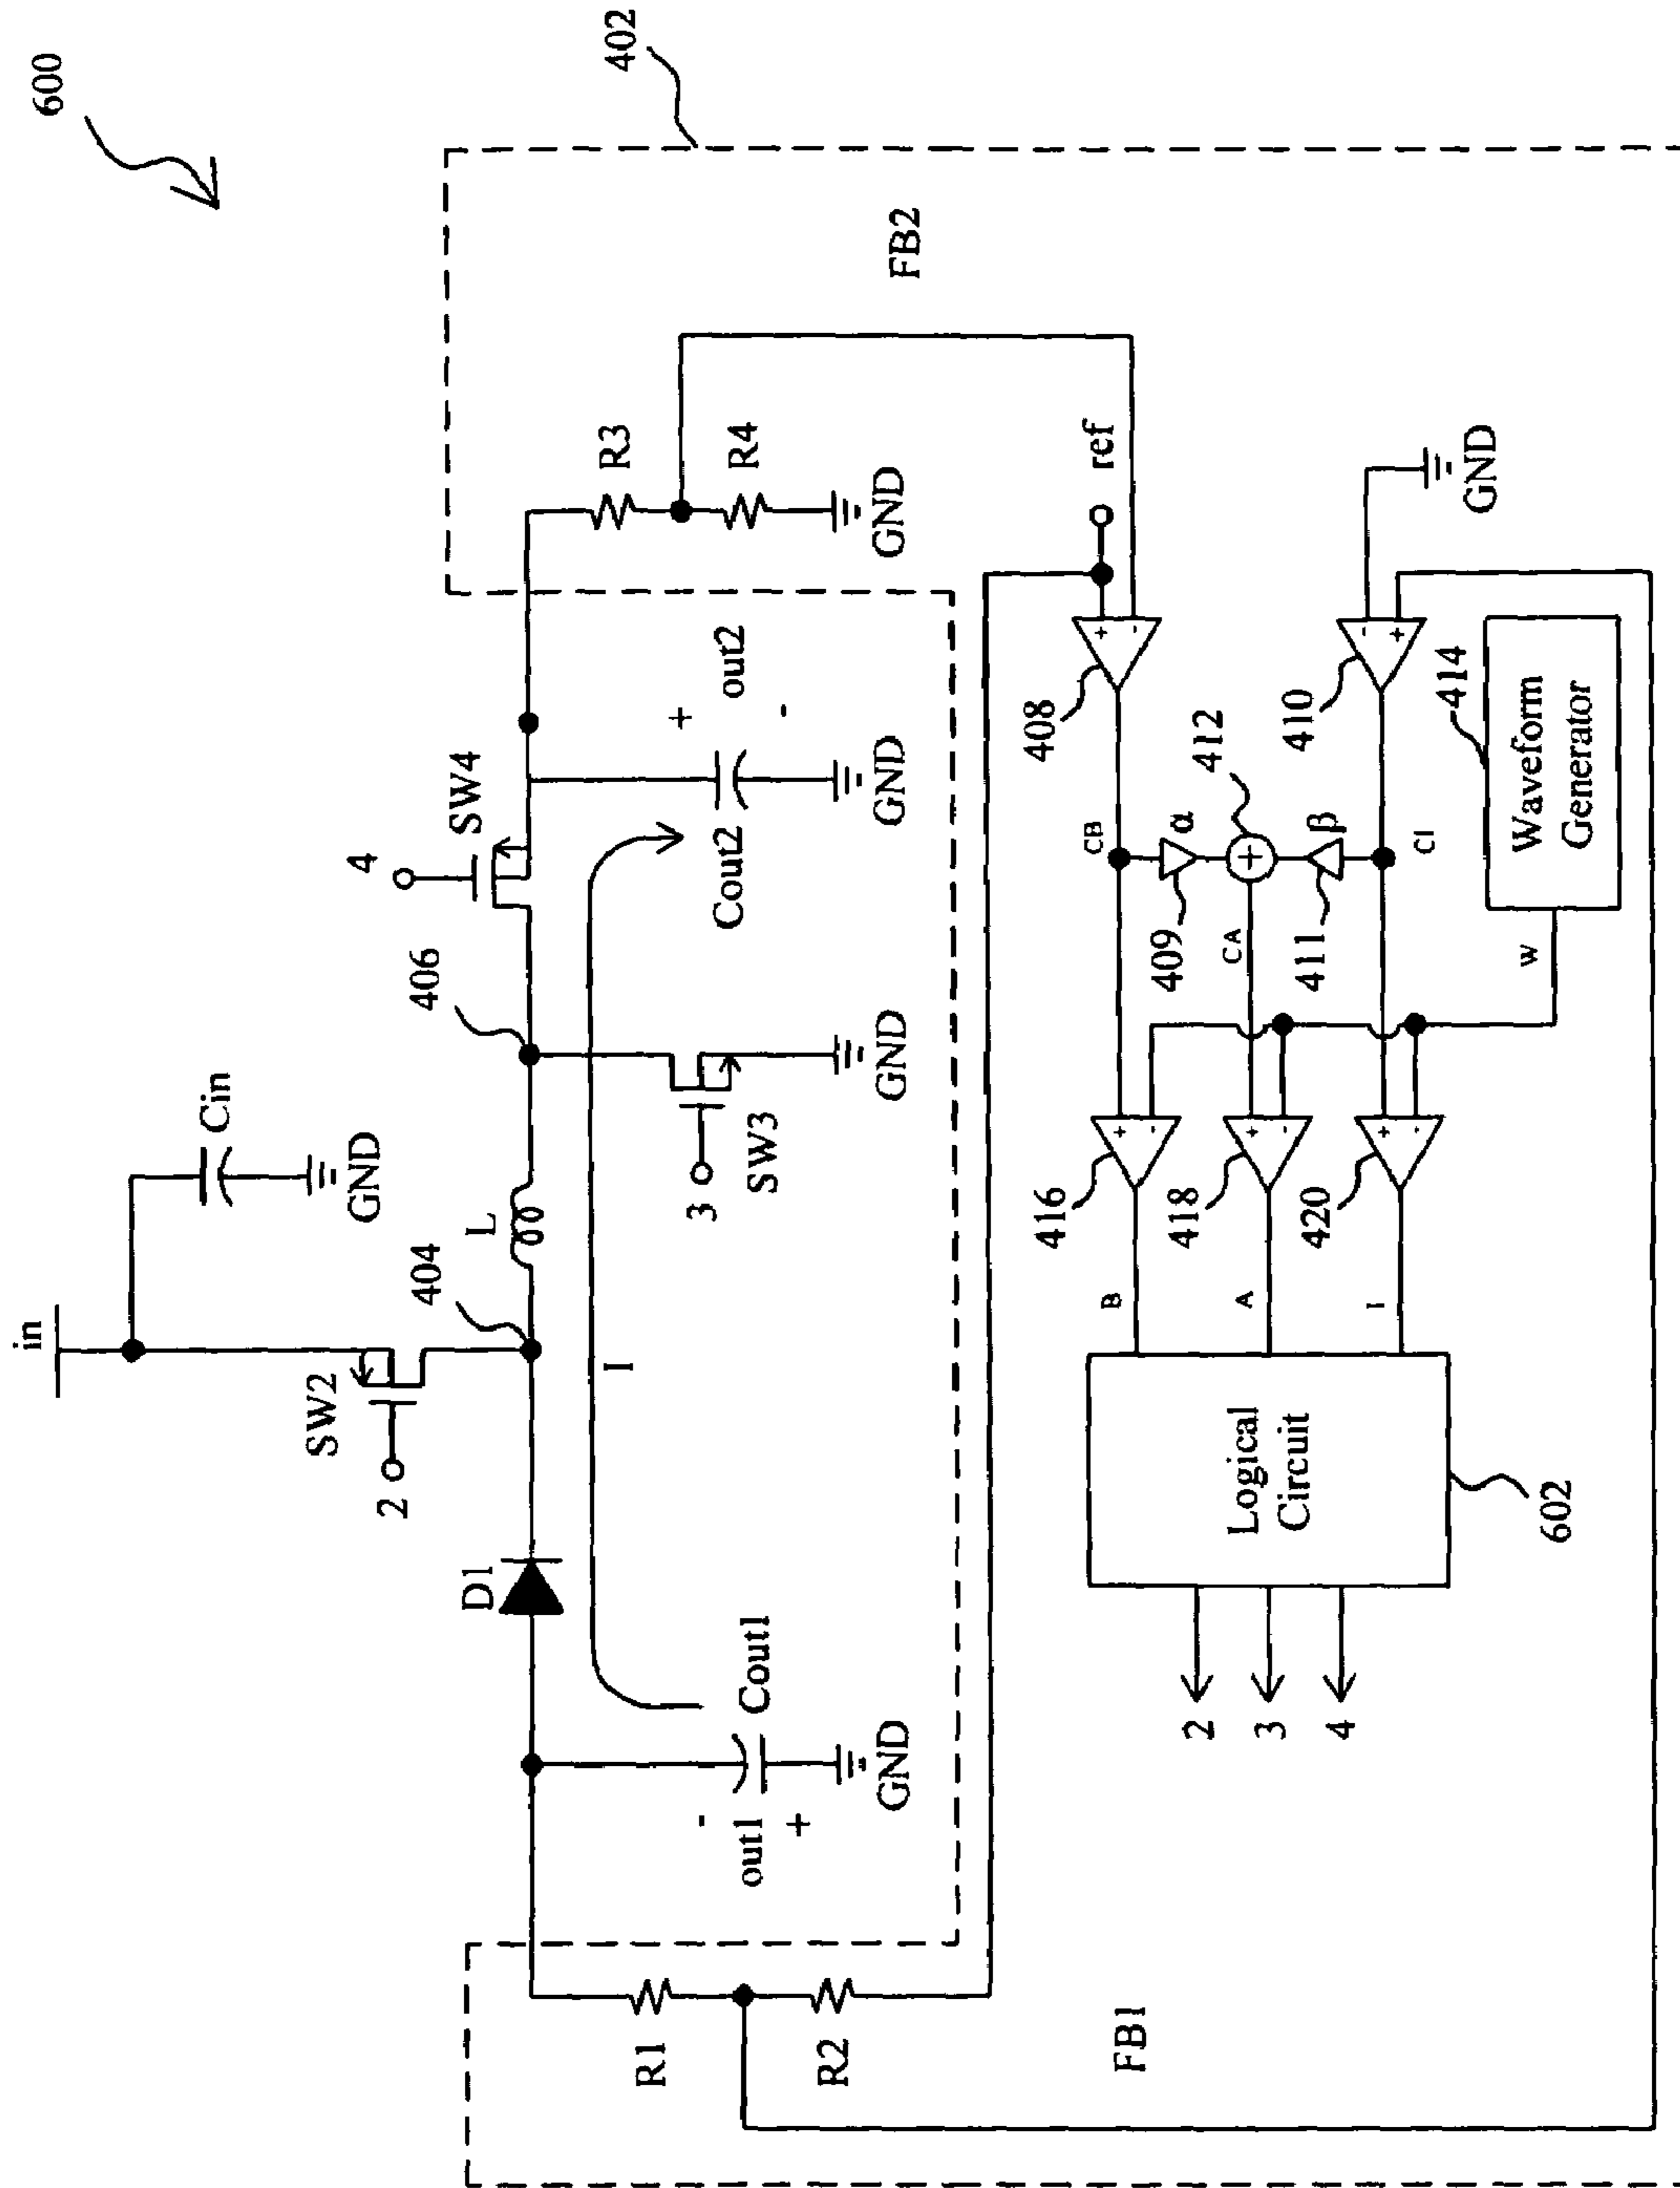 600
402
in
Cin
GND
SW2
2
404
L
406
4
SW4
D1
I
SW3
3
GND
Cout2
+
out2
-
GND
R3
R4
GND
FB2
-
out1
+
Cout1
GND
R1
R2
FB1
ref
408
+
-
CB
α
409
412
+
CA
β
411
CI
410
-
+
GND
414
Waveform
Generator
W
416
+
-
418
+
-
420
+
-
B
A
I
Logical
Circuit
602
2
3
4